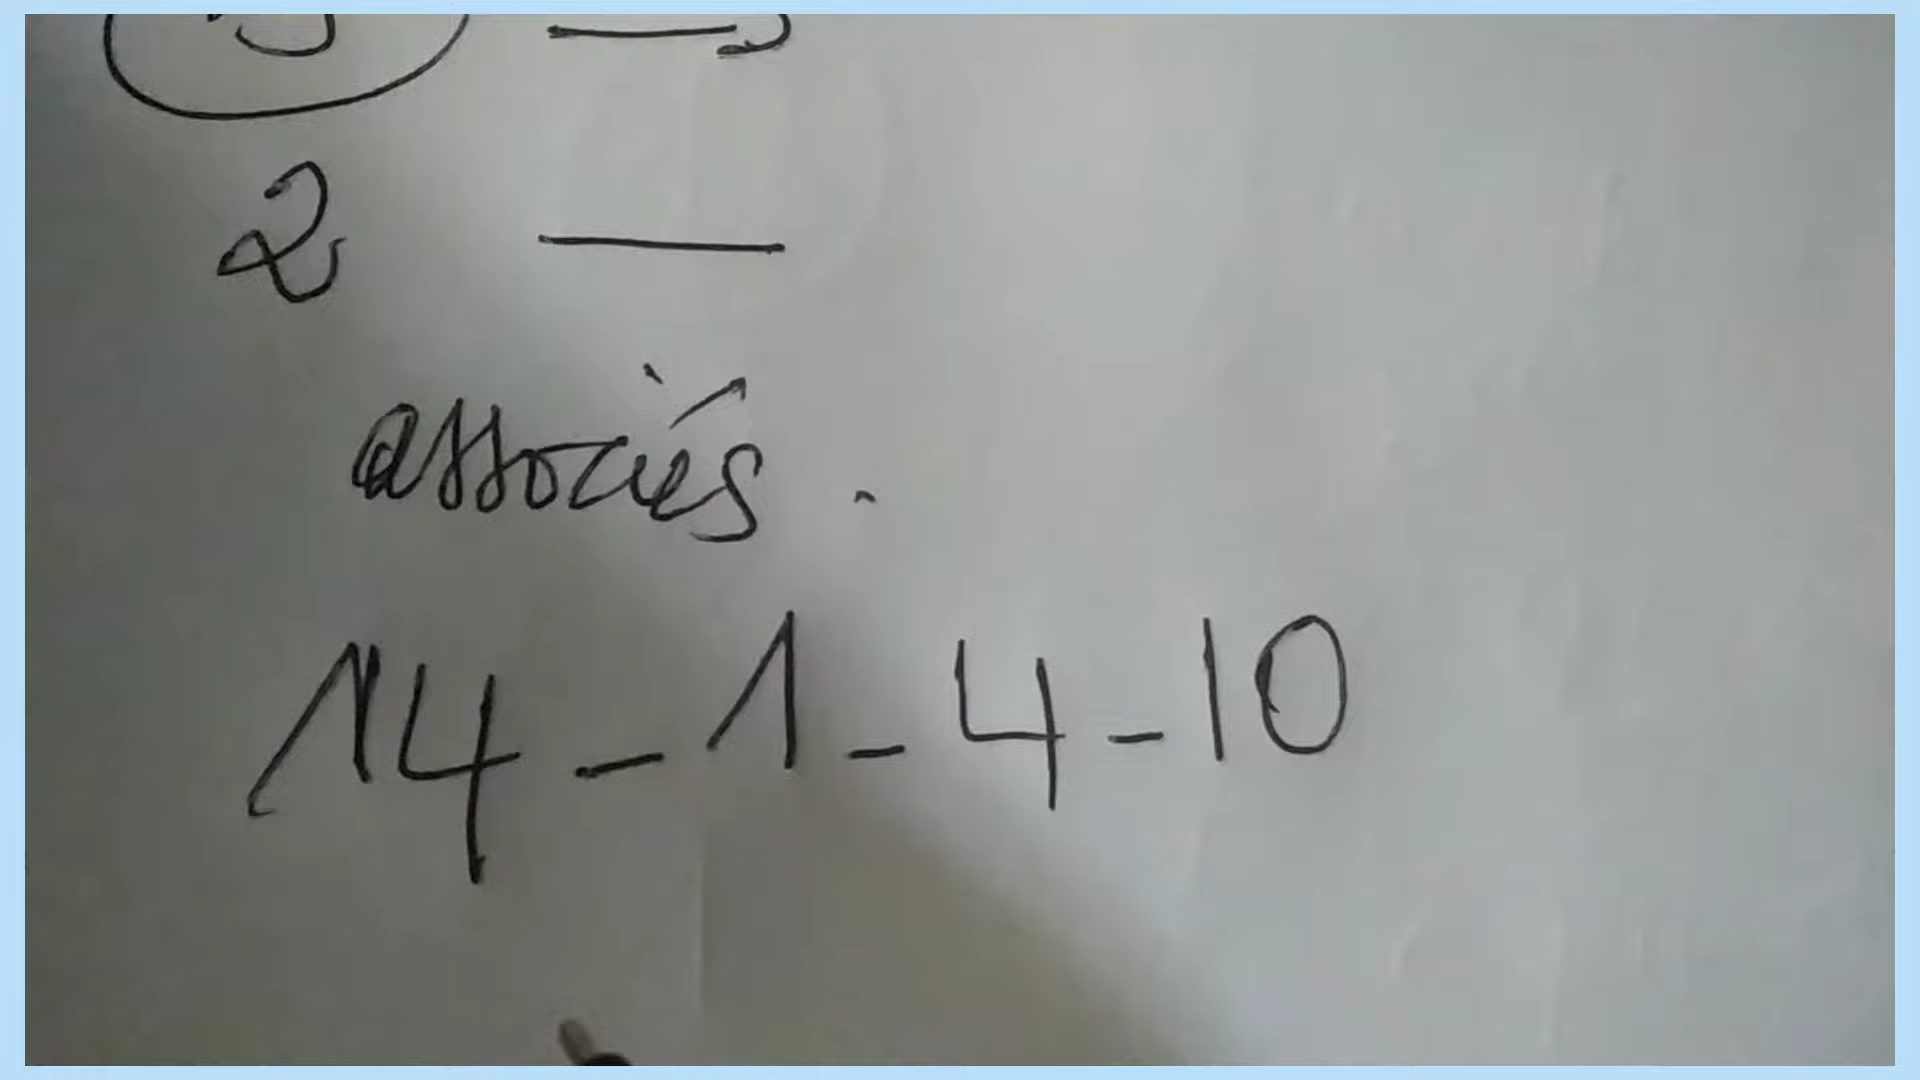 2 —
associés .
14 - 1 - 4 - 10